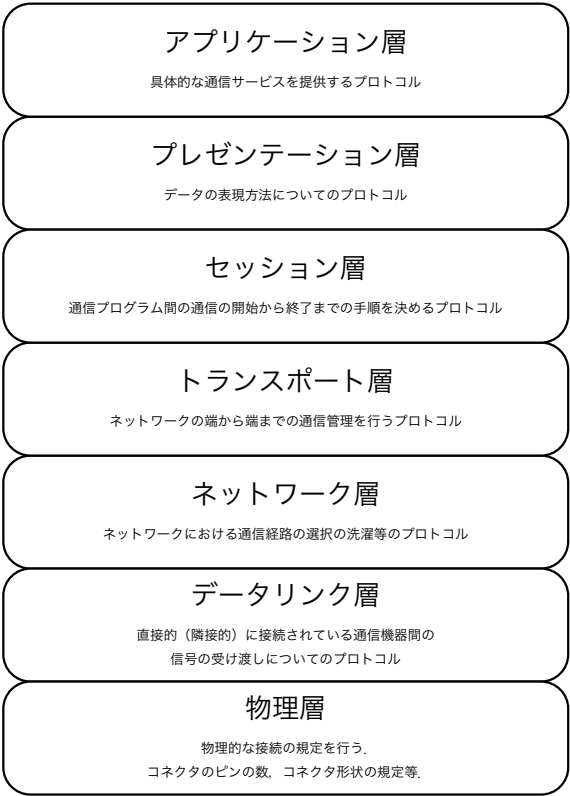 アプリケーション層
具体的な通信サービスを提供するプロトコル
プレゼンテーション層
データの表現方法についてのプロトコル
セッション層
通信プログラム間の通信の開始から終了までの手順を決めるプロトコル
トランスポート層
ネットワークの端から端までの通信管理を行うプロトコル
ネットワーク層
ネットワークにおける通信経路の選択の洗濯等のプロトコル
データリンク層
直接的（隣接的）に接続されている通信機器間の
信号の受け渡しについてのプロトコル
物理層
物理的な接続の規定を行う．
コネクタのピンの数，コネクタ形状の規定等．